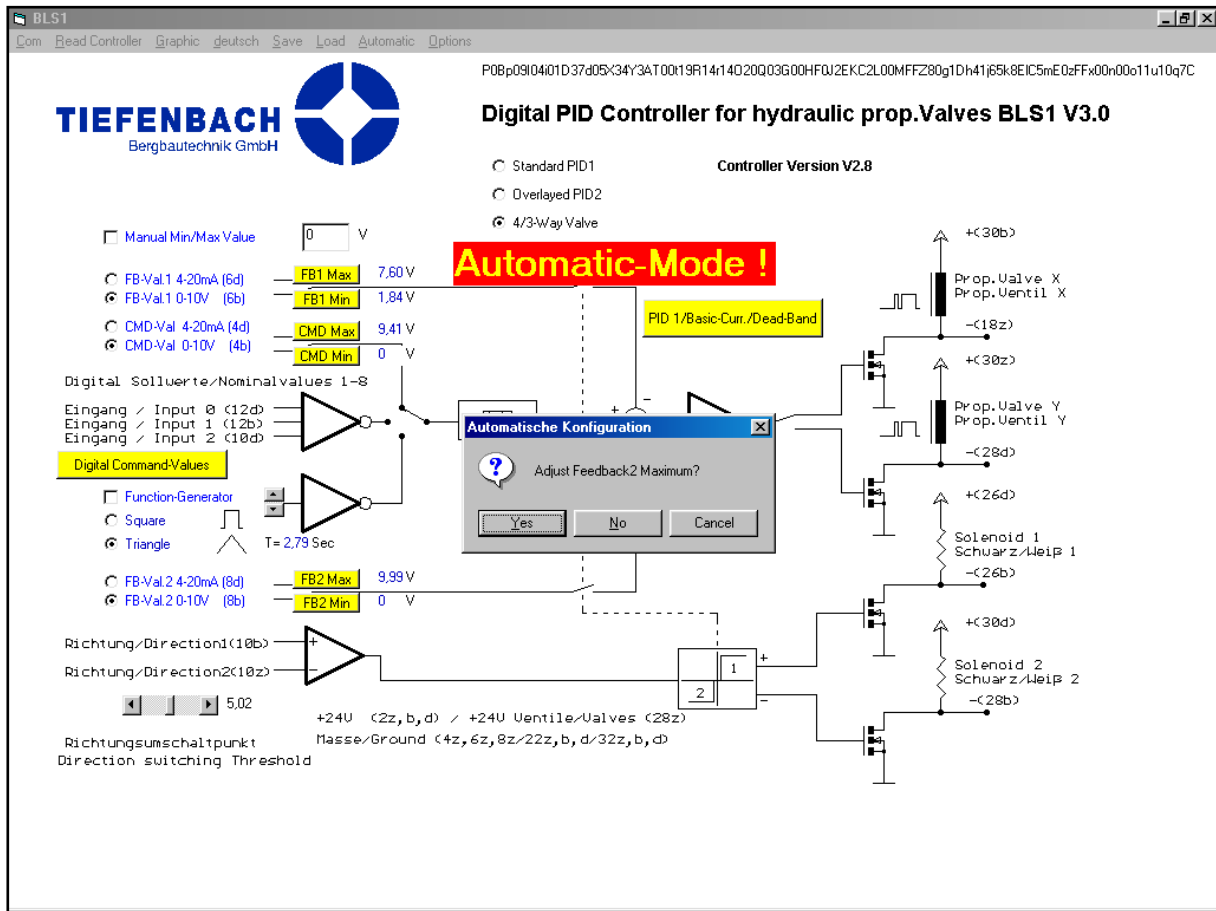 BLS1
Com Read Controller Graphic deutsch Save Load Automatic Options
P0Bp09I04i01D37d05X34Y3AT00t19R14r14O20Q03G00HF0J2EKC2L00MFFZ80g1Dh41j65k8EIC5mE0zFFx00n00o11u10q7C
TIEFENBACH
Bergbautechnik GmbH
Digital PID Controller for hydraulic prop.Valves BLS1 V3.0
Standard PID1
Controller Version V2.8
Overlayed PID2
4/3-Way Valve
Manual Min/Max Value 0 V
Automatic-Mode !
FB-Val.1 4-20mA (6d) FB1 Max 7,60 V
FB-Val.1 0-10V (6b) FB1 Min 1,84 V
CMD-Val 4-20mA (4d) CMD Max 9,41 V
CMD-Val 0-10V (4b) CMD Min 0 V
PID 1/Basic-Curr./Dead-Band
+(30b)
Prop.Valve X
Prop.Ventil X
-(18z)
+(30z)
Prop.Valve Y
Prop.Ventil Y
-(28d)
Digital Sollwerte/Nominalvalues 1-8
Eingang / Input 0 (12d)
Eingang / Input 1 (12b)
Eingang / Input 2 (10d)
+ -
Digital Command-Values
Automatische Konfiguration
Adjust Feedback2 Maximum?
Yes No Cancel
Function-Generator
Square
Triangle T= 2,79 Sec
FB-Val.2 4-20mA (8d) FB2 Max 9,99 V
FB-Val.2 0-10V (8b) FB2 Min 0 V
+(26d)
Solenoid 1
Schwarz/Weiß 1
-(26b)
+(30d)
Solenoid 2
Schwarz/Weiß 2
-(28b)
Richtung/Direction1(10b) +
Richtung/Direction2(10z) -
1 +
2 -
5,02
+24V (2z,b,d) / +24V Ventile/Valves (28z)
Masse/Ground (4z,6z,8z/22z,b,d/32z,b,d)
Richtungsumschaltpunkt
Direction switching Threshold